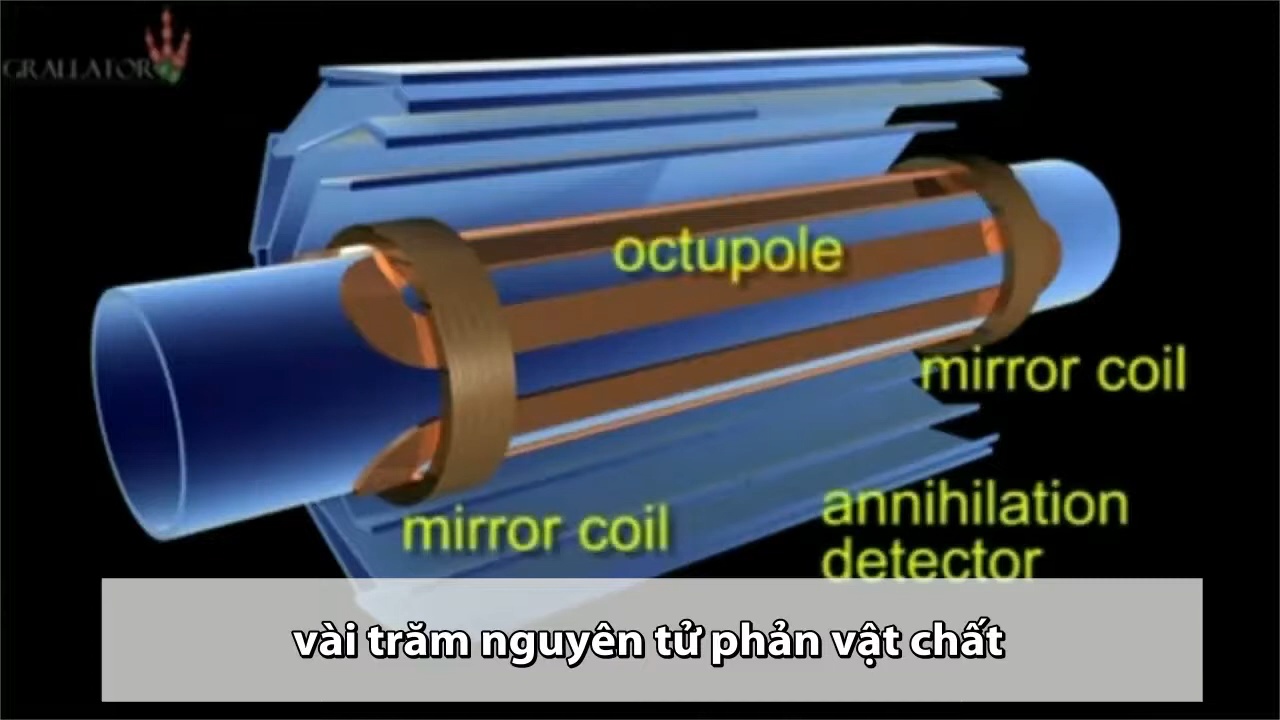 GRALLATOR
octupole
mirror coil
mirror coil
annihilation
detector
vài trăm nguyên tử phản vật chất